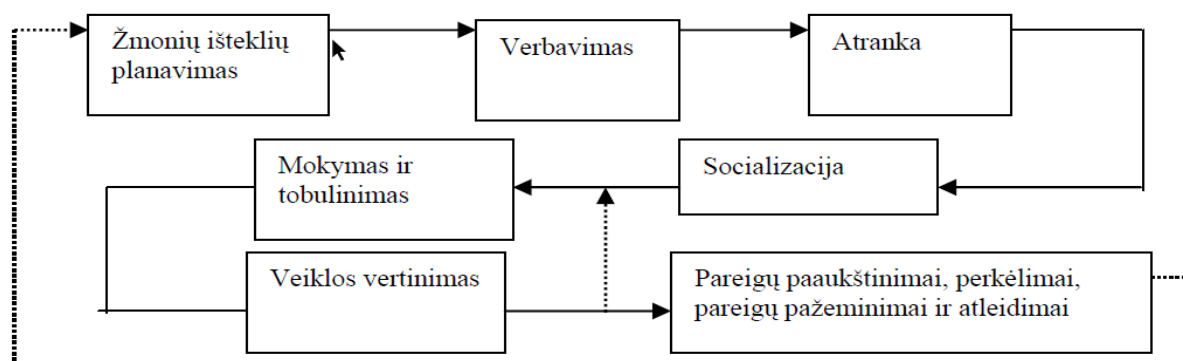 Žmonių išteklių
planavimas
Verbavimas
Atranka
Mokymas ir
tobulinimas
Socializacija
Veiklos vertinimas
Pareigų paaukštinimai, perkėlimai,
pareigų pažeminimai ir atleidimai